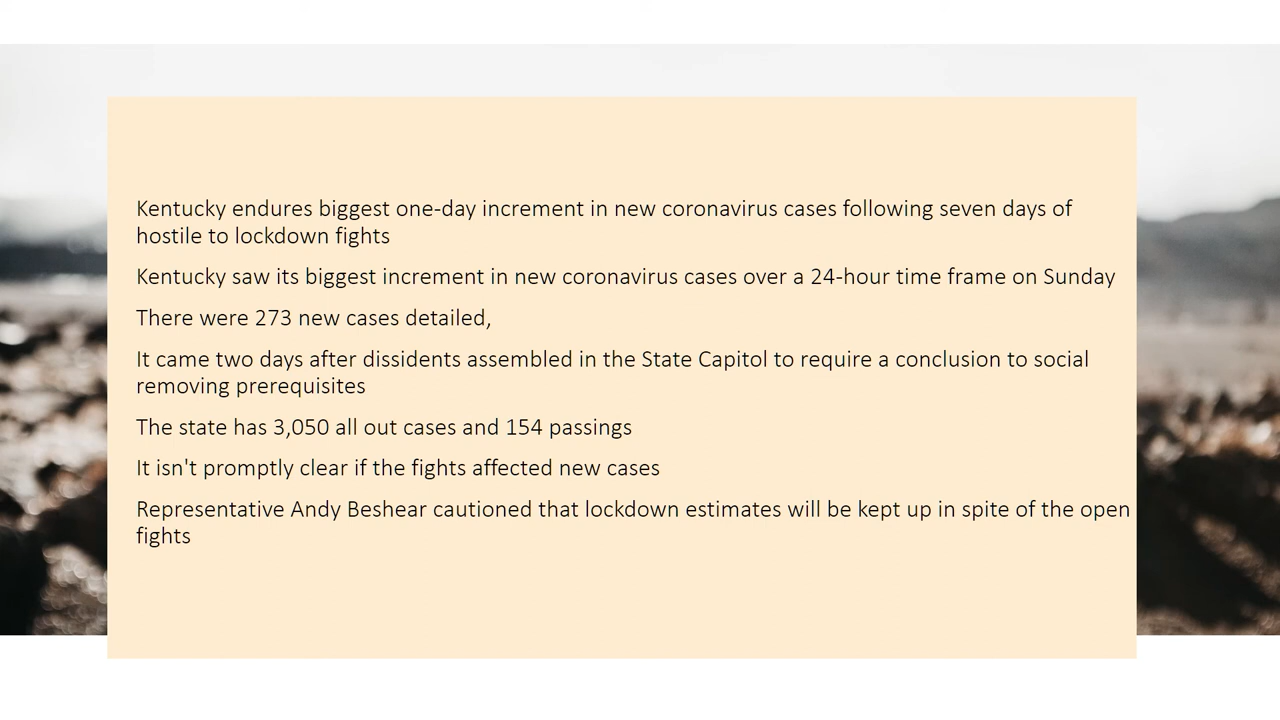 Kentucky endures biggest one-day increment in new coronavirus cases following seven days of
hostile to lockdown fights
Kentucky saw its biggest increment in new coronavirus cases over a 24-hour time frame on Sunday
There were 273 new cases detailed,
It came two days after dissidents assembled in the State Capitol to require a conclusion to social
removing prerequisites
The state has 3,050 all out cases and 154 passings
It isn't promptly clear if the fights affected new cases
Representative Andy Beshear cautioned that lockdown estimates will be kept up in spite of the open
fights